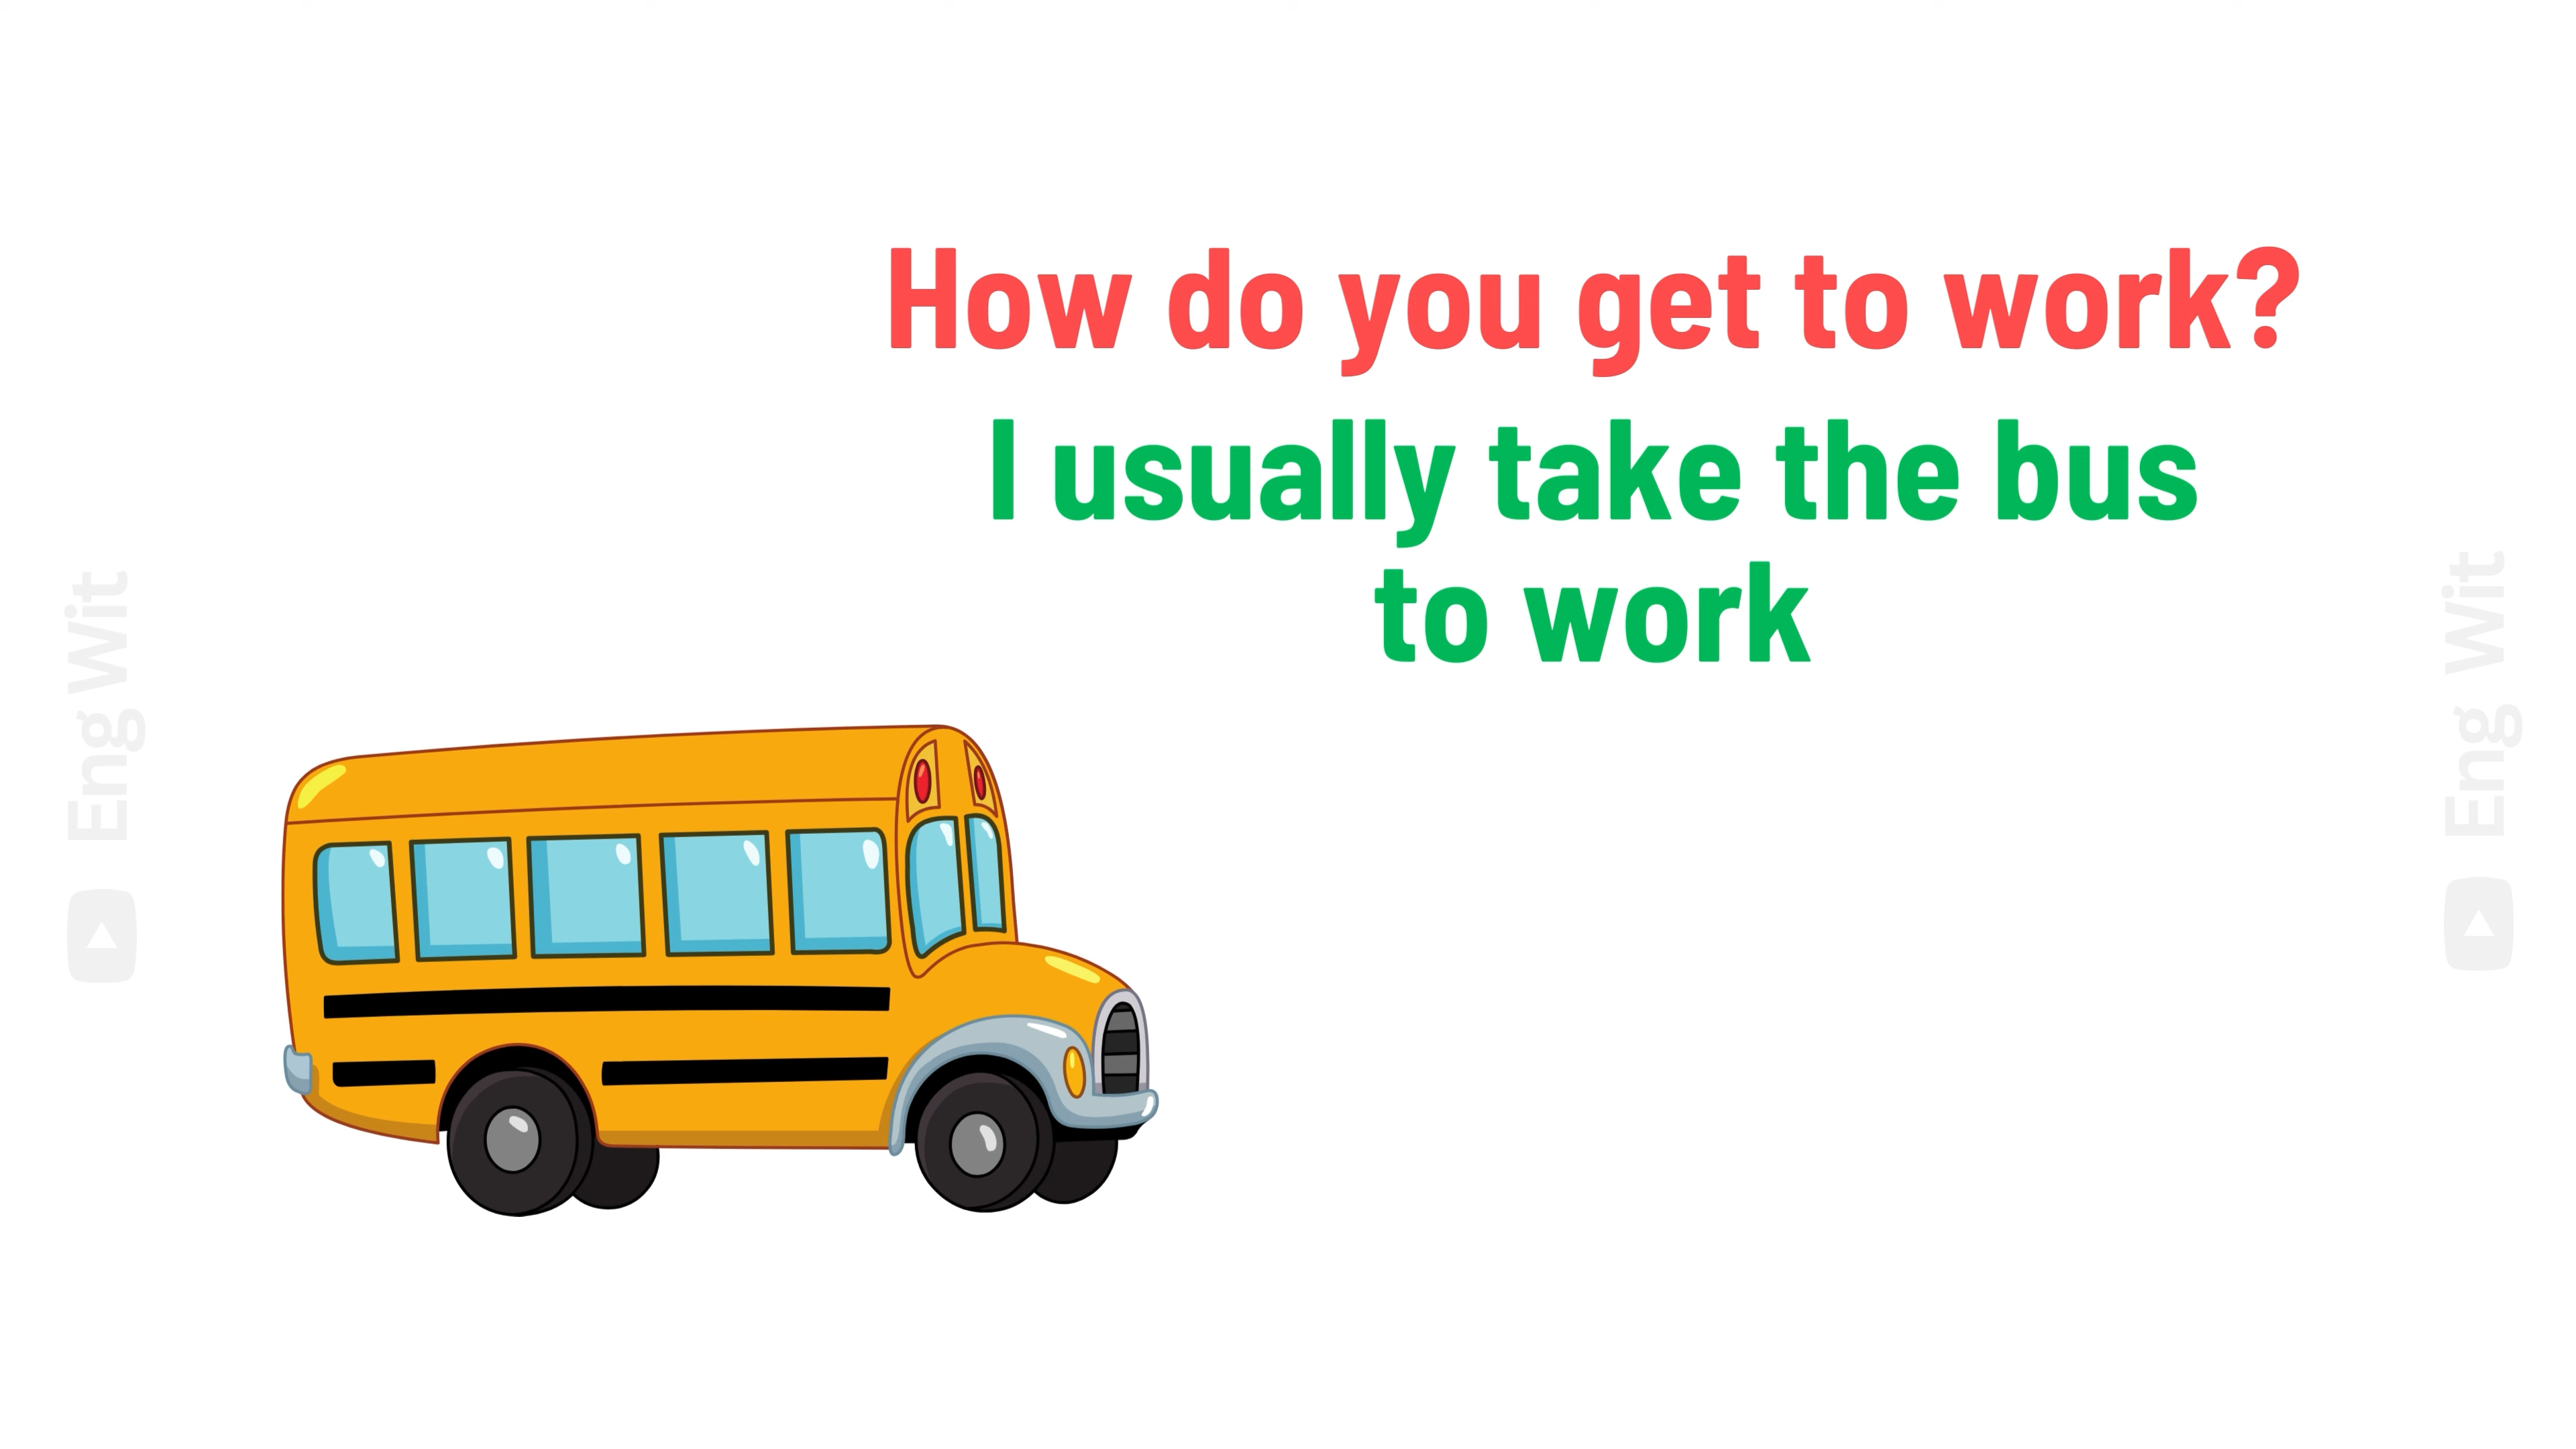 How do you get to work?
I usually take the bus
to work
Eng Wit
Eng Wit